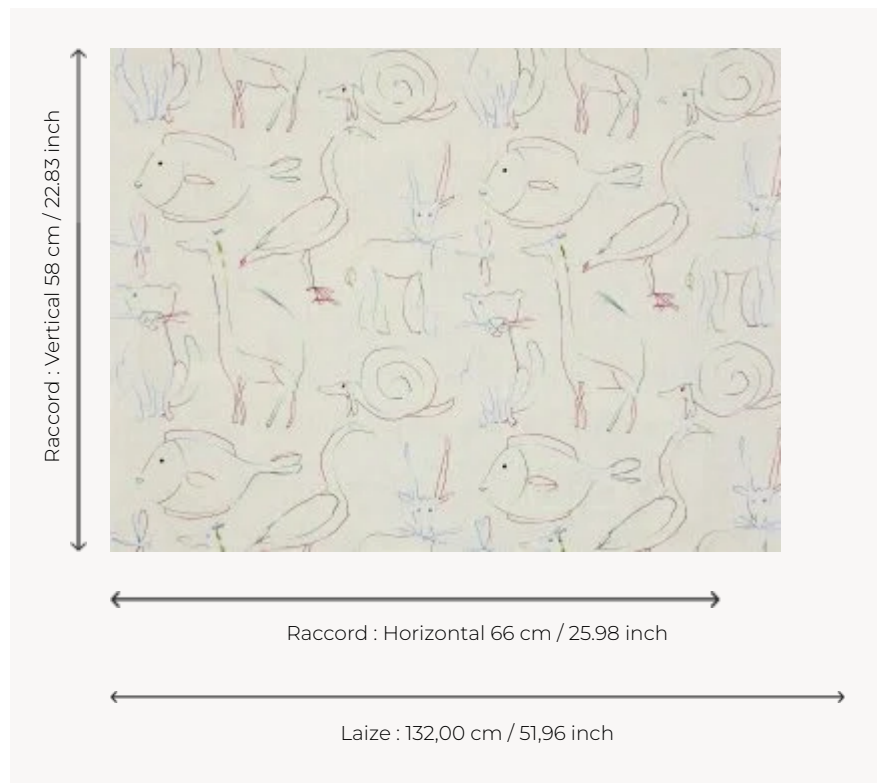 Raccord : Vertical 58 cm / 22.83 inch
Raccord : Horizontal 66 cm / 25.98 inch
Laize : 132,00 cm / 51,96 inch